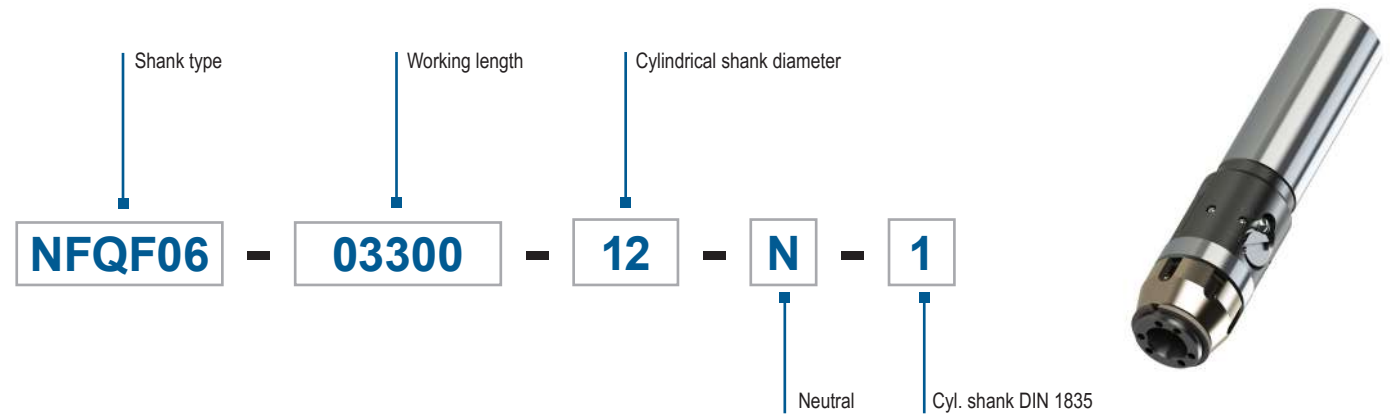 Shank type
Working length
Cylindrical shank diameter
NFQF06 - 03300 - 12 - N - 1
Neutral
Cyl. shank DIN 1835